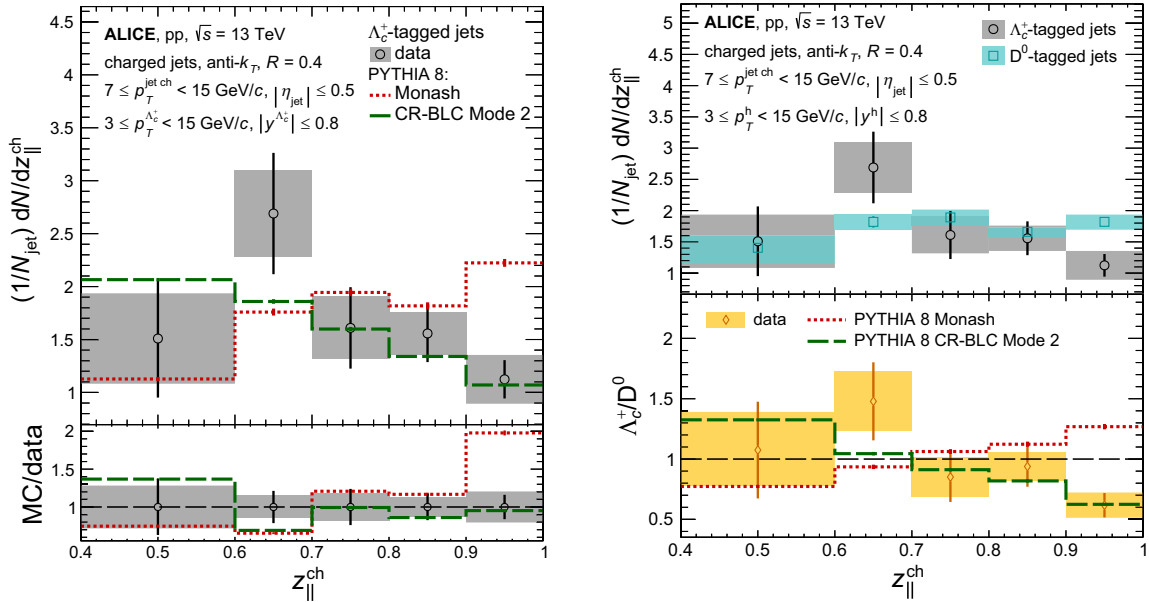 ALICE, pp, √s = 13 TeV
charged jets, anti-k_T, R = 0.4
7 ≤ p_T^{jet ch} < 15 GeV/c, |η_jet| ≤ 0.5
3 ≤ p_T^{Λ_c^+} < 15 GeV/c, |y^{Λ_c^+}| ≤ 0.8
Λ_c^+-tagged jets
data
PYTHIA 8:
Monash
CR-BLC Mode 2
(1/N_jet) dN/dz_∥^ch
4.5
4
3.5
3
2.5
2
1.5
1
MC/data
2
1.5
1
0.4 0.5 0.6 0.7 0.8 0.9 1
z_∥^ch
ALICE, pp, √s = 13 TeV
charged jets, anti-k_T, R = 0.4
7 ≤ p_T^{jet ch} < 15 GeV/c, |η_jet| ≤ 0.5
3 ≤ p_T^h < 15 GeV/c, |y^h| ≤ 0.8
Λ_c^+-tagged jets
D^0-tagged jets
(1/N_jet) dN/dz_∥^ch
5
4.5
4
3.5
3
2.5
2
1.5
1
data
PYTHIA 8 Monash
PYTHIA 8 CR-BLC Mode 2
Λ_c^+/D^0
2
1.5
1
0.5
0.4 0.5 0.6 0.7 0.8 0.9 1
z_∥^ch